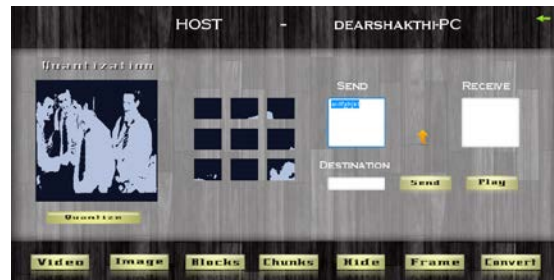 HOST - DEARSHAKTHI-PC
Quantization
SEND
RECEIVE
DESTINATION
Quantize
Send
Play
Video
Image
Blocks
Chunks
Hide
Frame
Convert